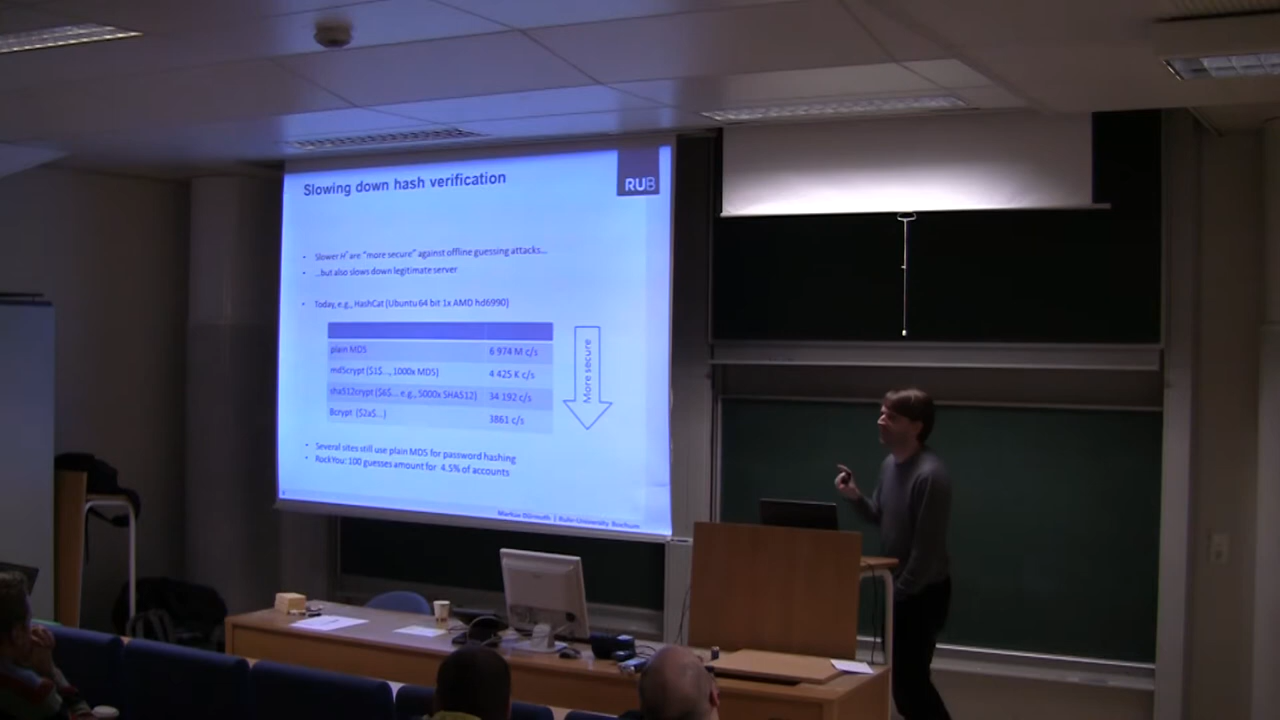 Slowing down hash verification
RUB
• Slower H' are "more secure" against offline guessing attacks...
• ...but also slows down legitimate server
• Today, e.g., HashCat (Ubuntu 64 bit 1x AMD hd6990)
plain MD5 6 974 M c/s
md5crypt ($1$..., 1000x MD5) 4 425 K c/s
sha512crypt ($6$... e.g., 5000x SHA512) 34 192 c/s
Bcrypt ($2a$...) 3861 c/s
More secure
• Several sites still use plain MD5 for password hashing
• RockYou: 100 guesses amount for 4.5% of accounts
Markus Dürmuth | Ruhr-University Bochum